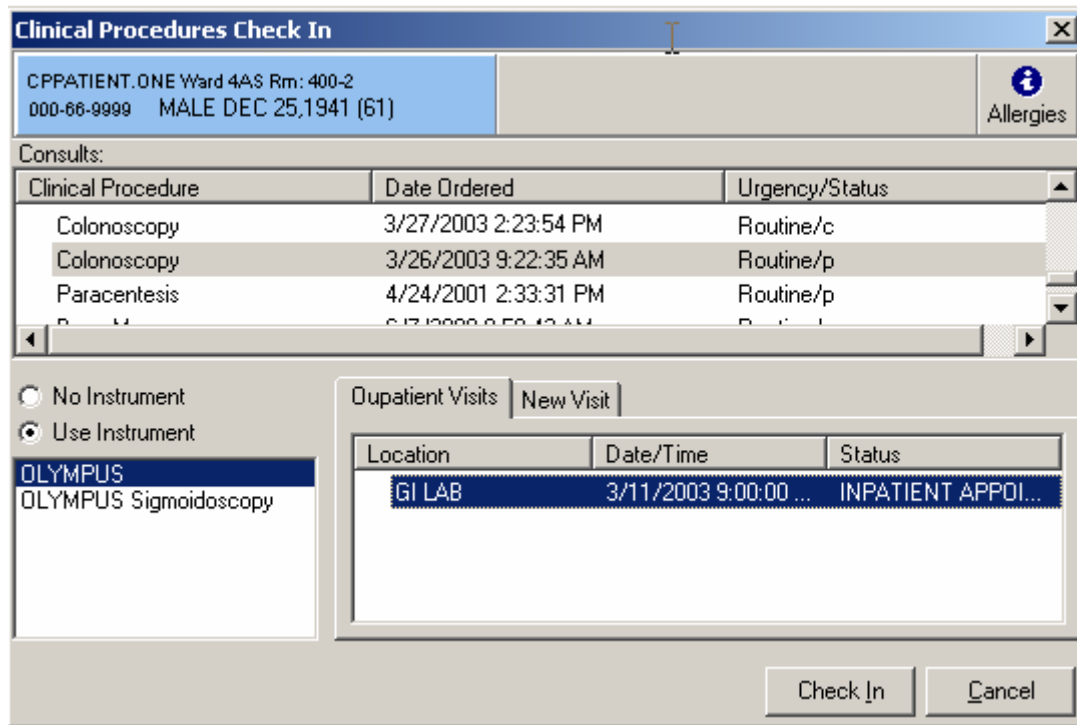 Clinical Procedures Check In
CPPATIENT.ONE Ward 4AS Rm: 400-2
000-66-9999 MALE DEC 25,1941 (61)
Allergies
Consults:
Clinical Procedure Date Ordered Urgency/Status
Colonoscopy 3/27/2003 2:23:54 PM Routine/c
Colonoscopy 3/26/2003 9:22:35 AM Routine/p
Paracentesis 4/24/2001 2:33:31 PM Routine/p
No Instrument
Use Instrument
OLYMPUS
OLYMPUS Sigmoidoscopy
Oupatient Visits New Visit
Location Date/Time Status
GI LAB 3/11/2003 9:00:00 ... INPATIENT APPOI...
Check In Cancel